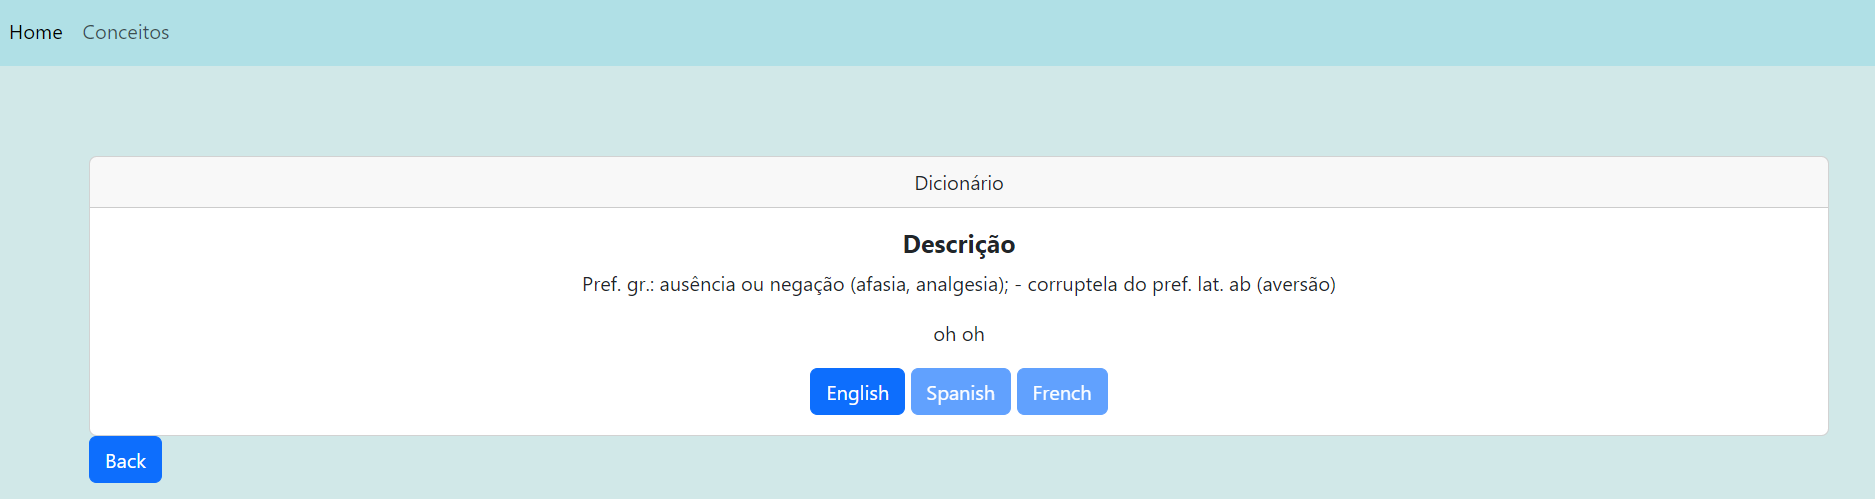 Home Conceitos
Dicionário
Descrição
Pref. gr.: ausência ou negação (afasia, analgesia); - corruptela do pref. lat. ab (aversão)
oh oh
English Spanish French
Back